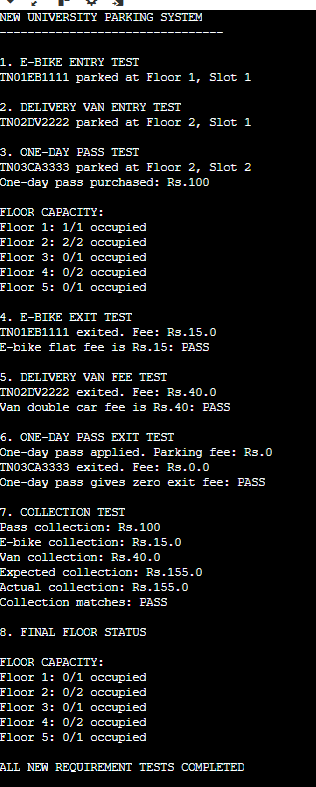 NEW UNIVERSITY PARKING SYSTEM
--------------------------------
1. E-BIKE ENTRY TEST
TN01EB1111 parked at Floor 1, Slot 1
2. DELIVERY VAN ENTRY TEST
TN02DV2222 parked at Floor 2, Slot 1
3. ONE-DAY PASS TEST
TN03CA3333 parked at Floor 2, Slot 2
One-day pass purchased: Rs.100
FLOOR CAPACITY:
Floor 1: 1/1 occupied
Floor 2: 2/2 occupied
Floor 3: 0/1 occupied
Floor 4: 0/2 occupied
Floor 5: 0/1 occupied
4. E-BIKE EXIT TEST
TN01EB1111 exited. Fee: Rs.15.0
E-bike flat fee is Rs.15: PASS
5. DELIVERY VAN FEE TEST
TN02DV2222 exited. Fee: Rs.40.0
Van double car fee is Rs.40: PASS
6. ONE-DAY PASS EXIT TEST
One-day pass applied. Parking fee: Rs.0
TN03CA3333 exited. Fee: Rs.0.0
One-day pass gives zero exit fee: PASS
7. COLLECTION TEST
Pass collection: Rs.100
E-bike collection: Rs.15.0
Van collection: Rs.40.0
Expected collection: Rs.155.0
Actual collection: Rs.155.0
Collection matches: PASS
8. FINAL FLOOR STATUS
FLOOR CAPACITY:
Floor 1: 0/1 occupied
Floor 2: 0/2 occupied
Floor 3: 0/1 occupied
Floor 4: 0/2 occupied
Floor 5: 0/1 occupied
ALL NEW REQUIREMENT TESTS COMPLETED